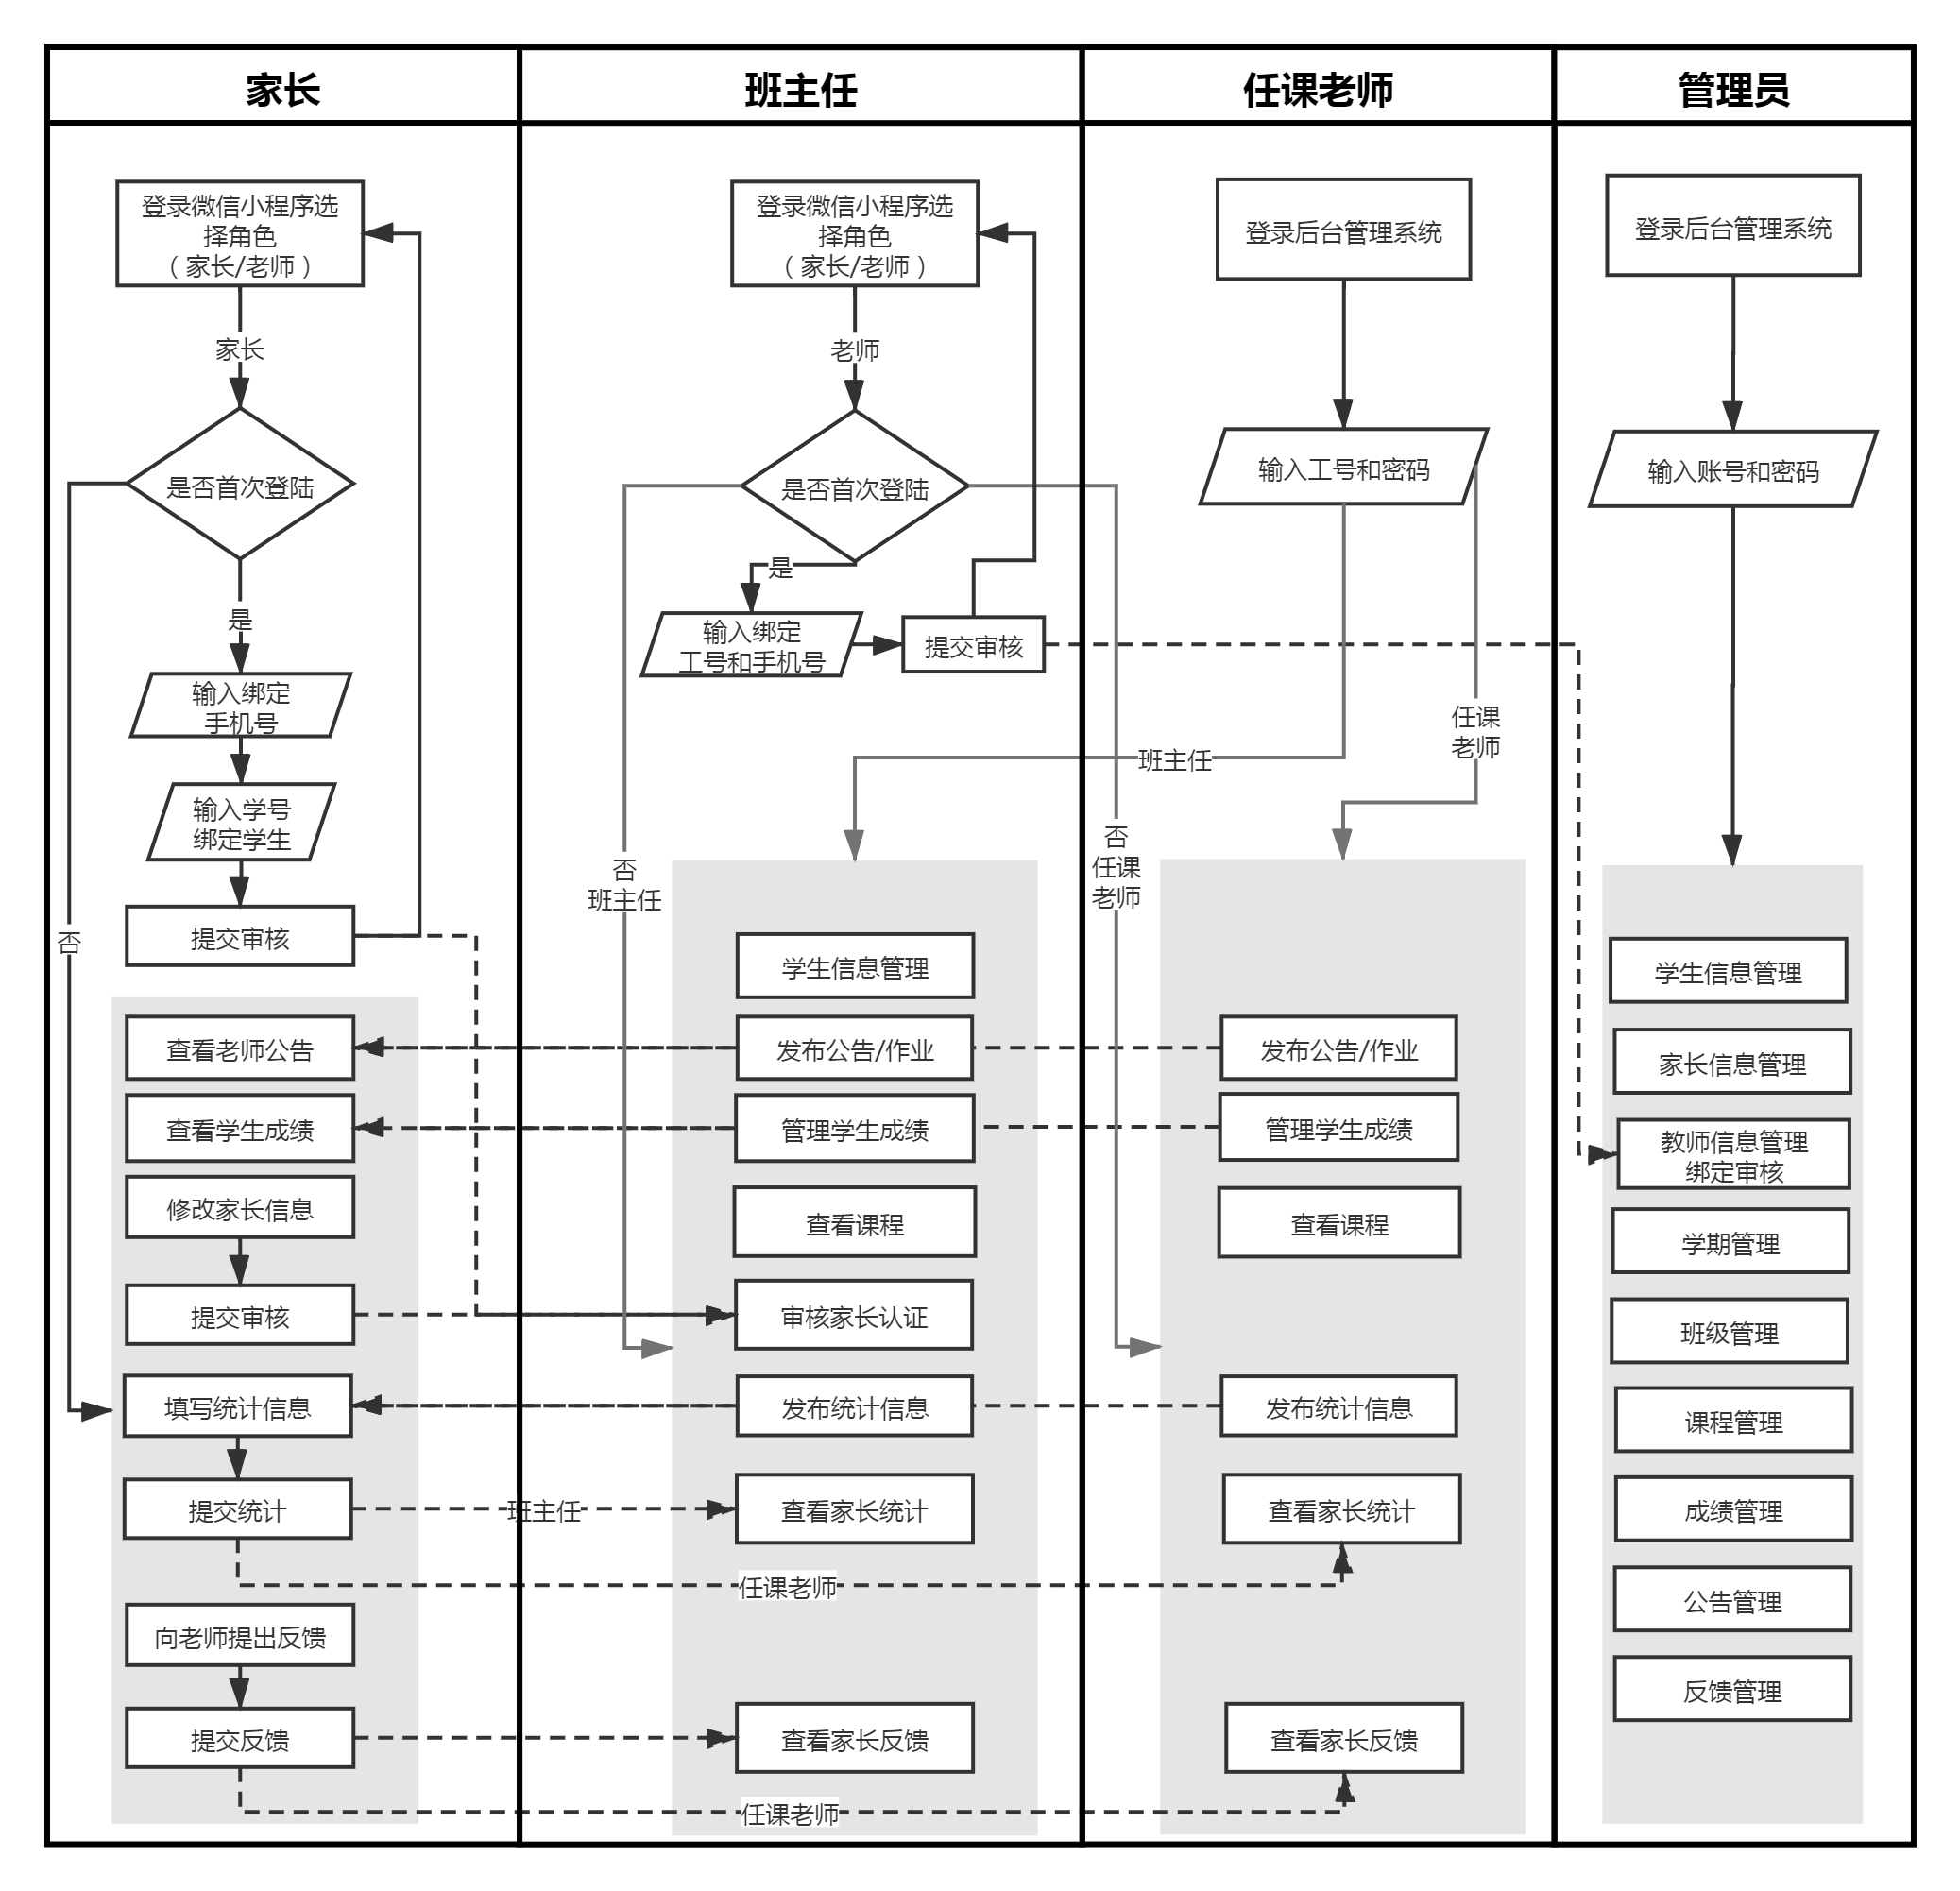 家长
班主任
任课老师
管理员
登录微信小程序选
择角色
（家长/老师）
家长
是否首次登陆
是
否
输入绑定
手机号
输入学号
绑定学生
提交审核
查看老师公告
查看学生成绩
修改家长信息
提交审核
填写统计信息
提交统计
向老师提出反馈
提交反馈
登录微信小程序选
择角色
（家长/老师）
老师
是否首次登陆
是
输入绑定
工号和手机号
提交审核
否
班主任
学生信息管理
发布公告/作业
管理学生成绩
查看课程
审核家长认证
发布统计信息
班主任
查看家长统计
任课老师
查看家长反馈
任课老师
登录后台管理系统
输入工号和密码
任课
老师
班主任
否
任课
老师
发布公告/作业
管理学生成绩
查看课程
发布统计信息
查看家长统计
查看家长反馈
登录后台管理系统
输入账号和密码
学生信息管理
家长信息管理
教师信息管理
绑定审核
学期管理
班级管理
课程管理
成绩管理
公告管理
反馈管理